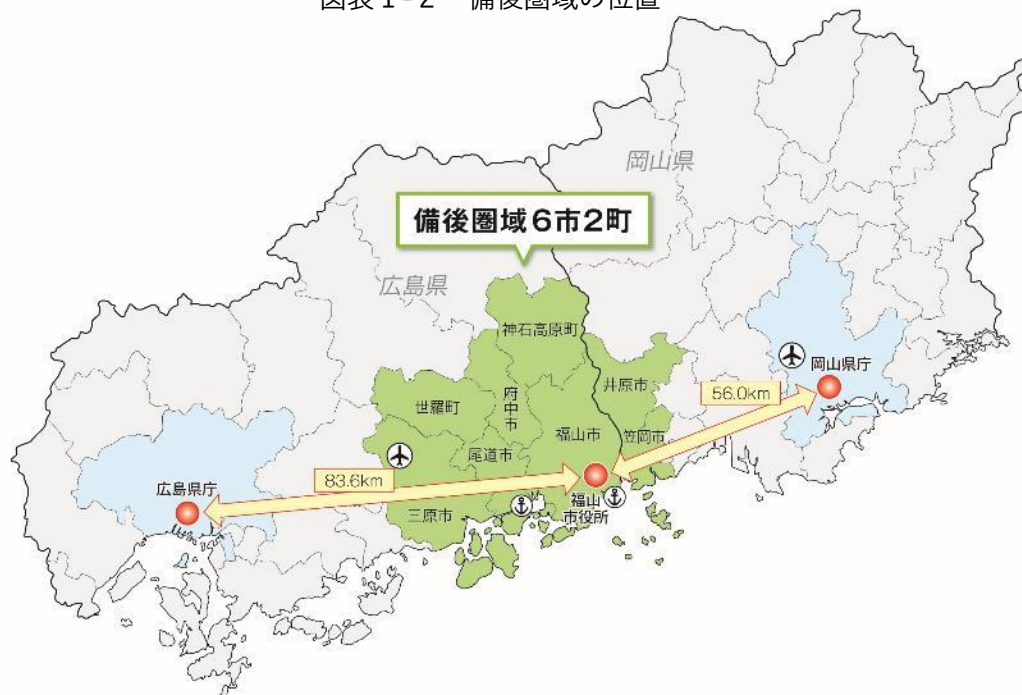 図表1-2 備後圏域の位置
岡山県
備後圏域6市2町
広島県
神石高原町
岡山県庁
井原市
56.0km
世羅町
府中市
福山市
笠岡市
尾道市
83.6km
広島県庁
三原市
福山
市役所